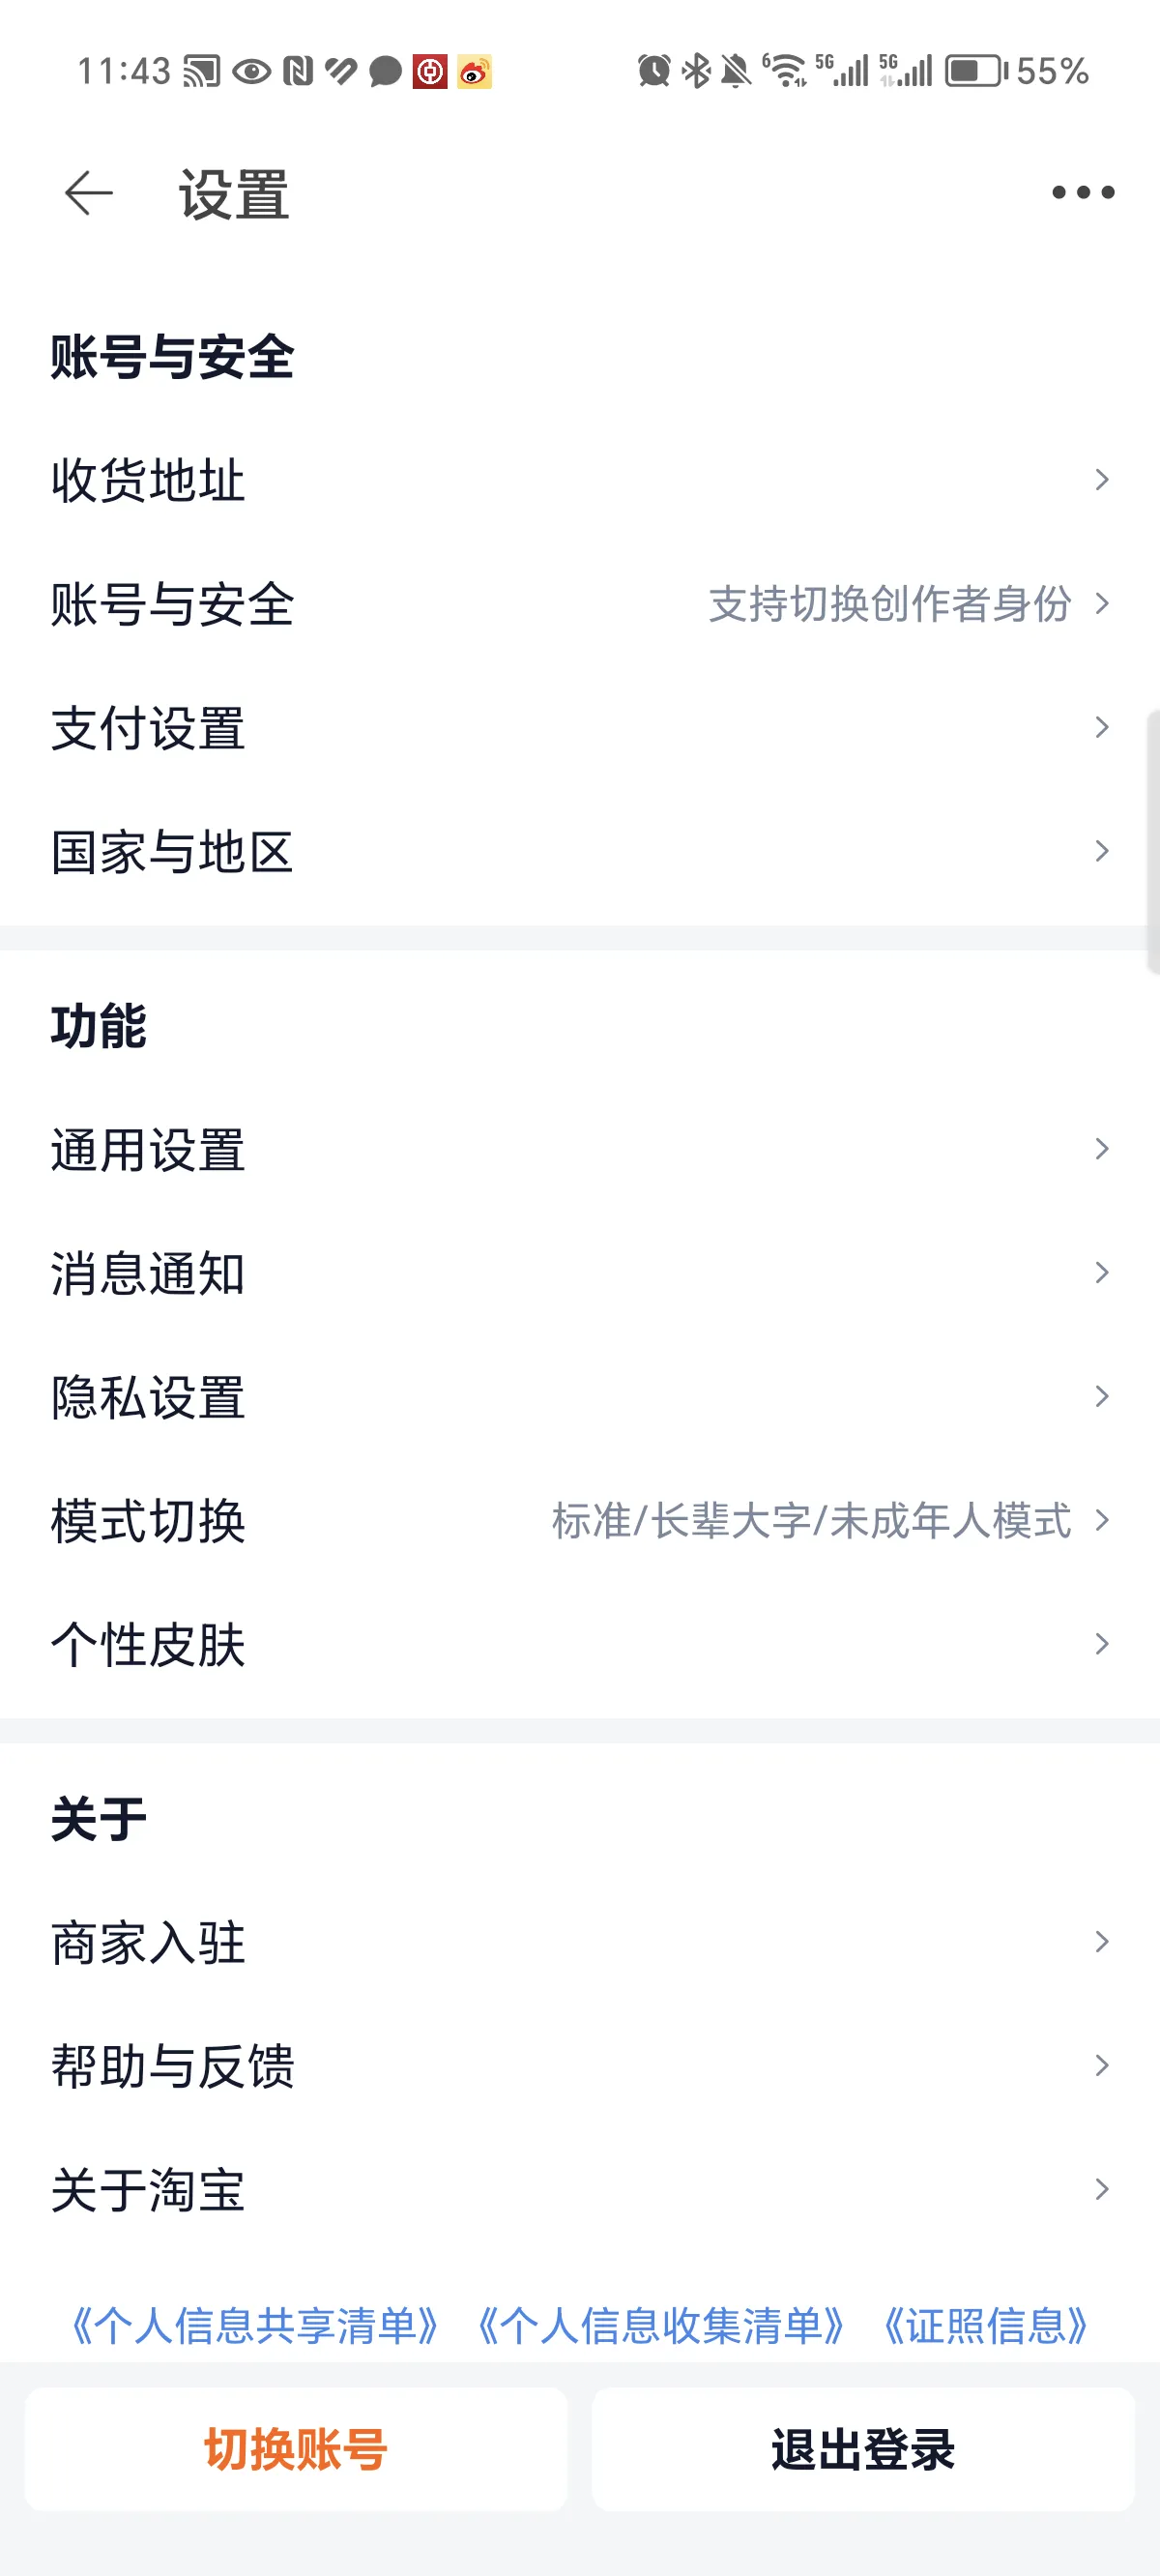 11:43 6 5G 5G 55%
设置
账号与安全
收货地址
账号与安全 支持切换创作者身份
支付设置
国家与地区
功能
通用设置
消息通知
隐私设置
模式切换 标准/长辈大字/未成年人模式
个性皮肤
关于
商家入驻
帮助与反馈
关于淘宝
《个人信息共享清单》 《个人信息收集清单》 《证照信息》
切换账号 退出登录